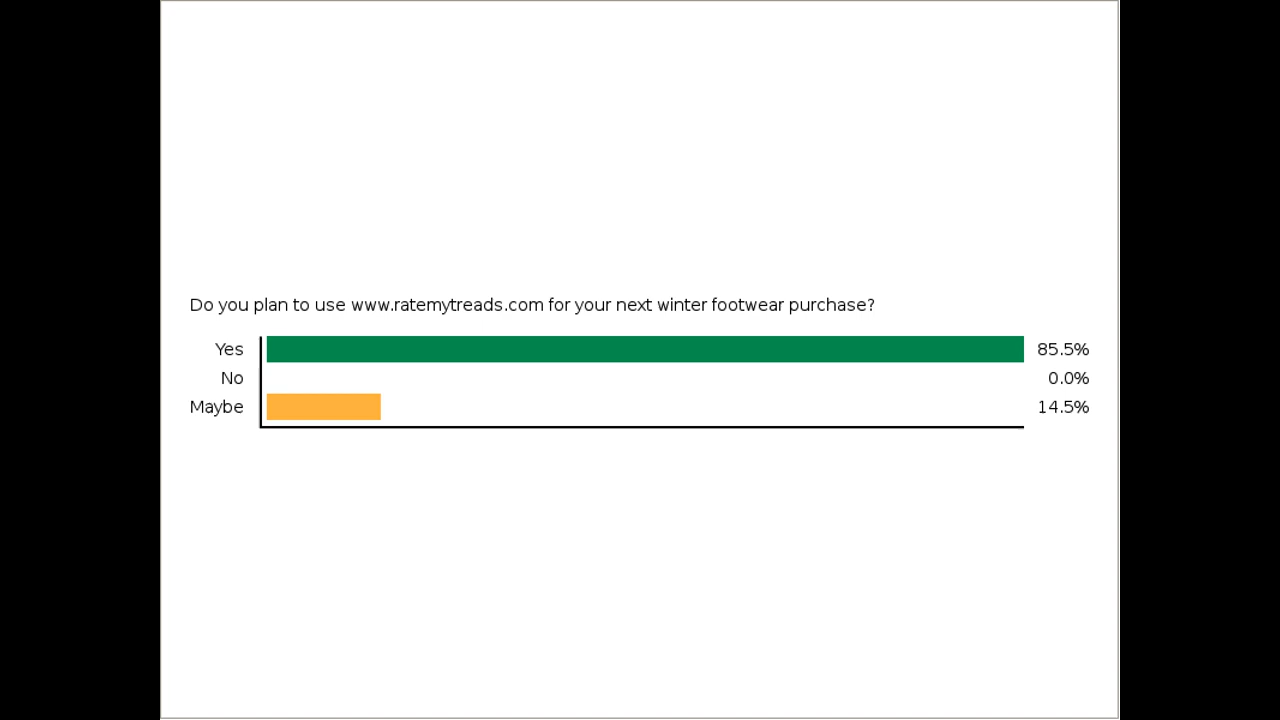 Do you plan to use www.ratemytreads.com for your next winter footwear purchase?
Yes 85.5%
No 0.0%
Maybe 14.5%